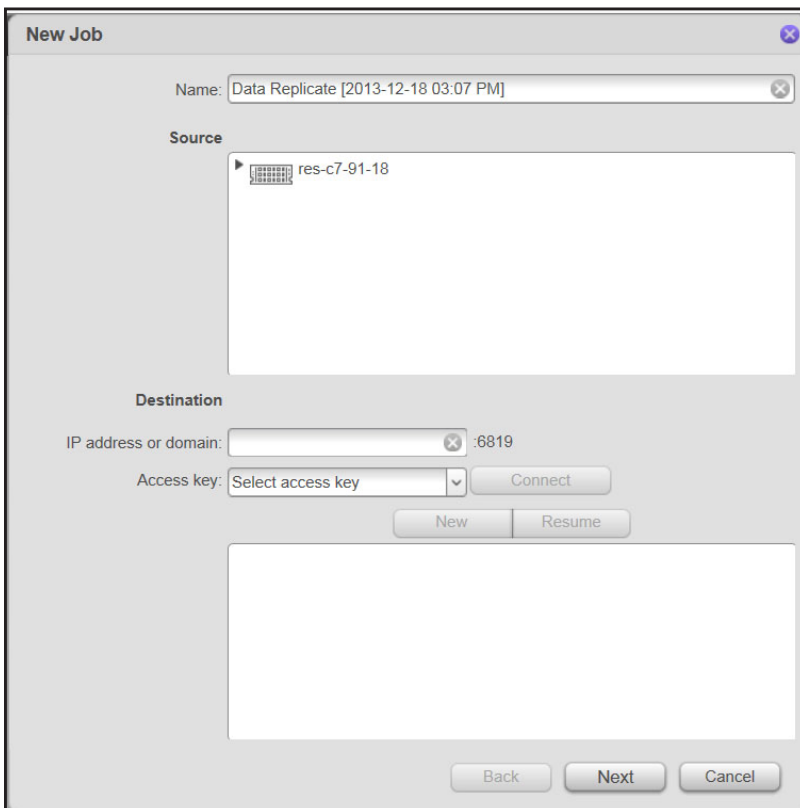 New Job
Name: Data Replicate [2013-12-18 03:07 PM]
Source
res-c7-91-18
Destination
IP address or domain: :6819
Access key: Select access key Connect
New Resume
Back Next Cancel